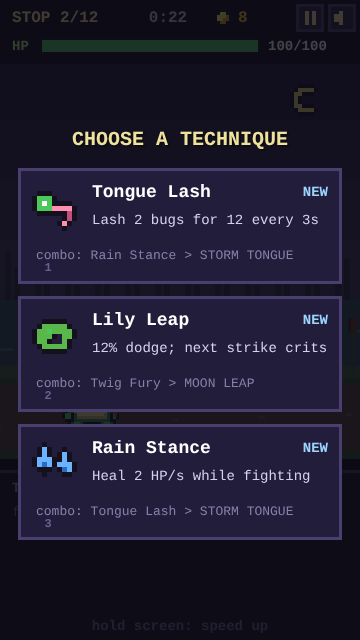 STOP 2/12 0:22 8
HP 100/100
CHOOSE A TECHNIQUE
Tongue Lash NEW
Lash 2 bugs for 12 every 3s
combo: Rain Stance > STORM TONGUE
1
Lily Leap NEW
12% dodge; next strike crits
combo: Twig Fury > MOON LEAP
2
Rain Stance NEW
Heal 2 HP/s while fighting
combo: Tongue Lash > STORM TONGUE
3
hold screen: speed up